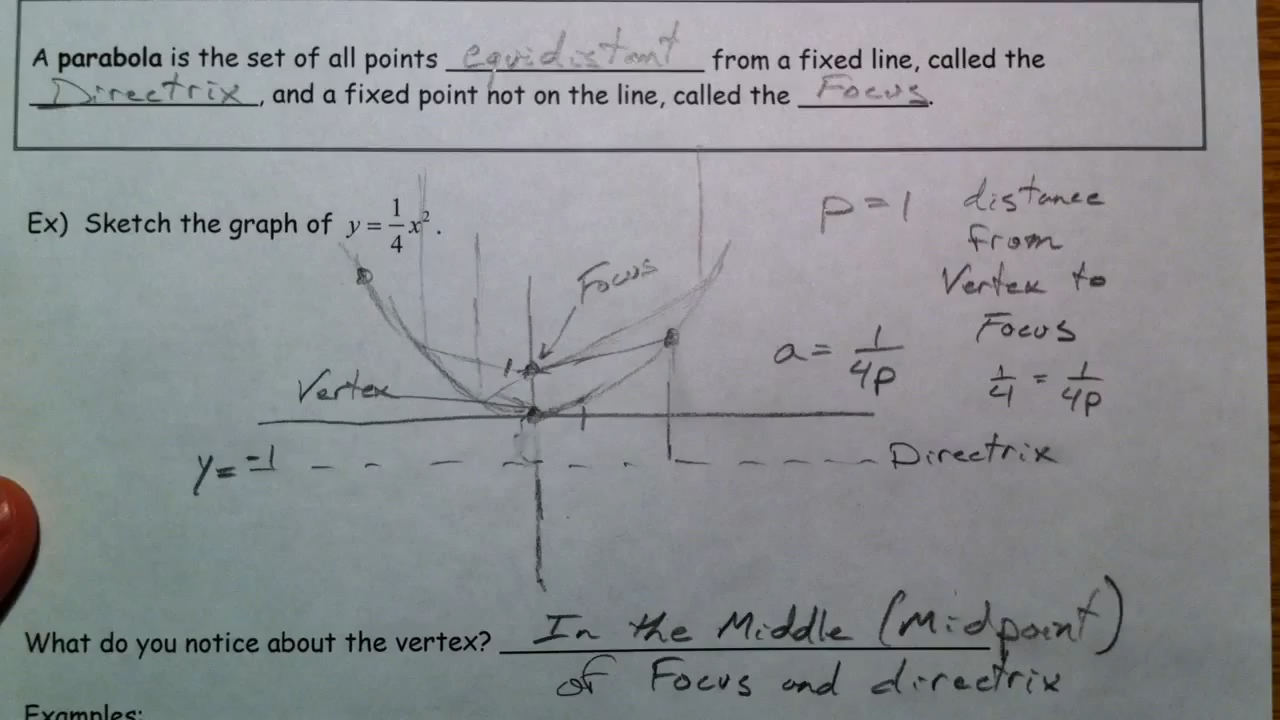 A parabola is the set of all points equidistant from a fixed line, called the
Directrix, and a fixed point not on the line, called the Focus.
Ex) Sketch the graph of y = 1/4 x².
p = 1 distance
from
Vertex to
Focus
Focus
a = 1/4p
1/4 = 1/4p
1
Vertex
1
y = -1
Directrix
What do you notice about the vertex? In the Middle (Midpoint)
of Focus and directrix
Examples: